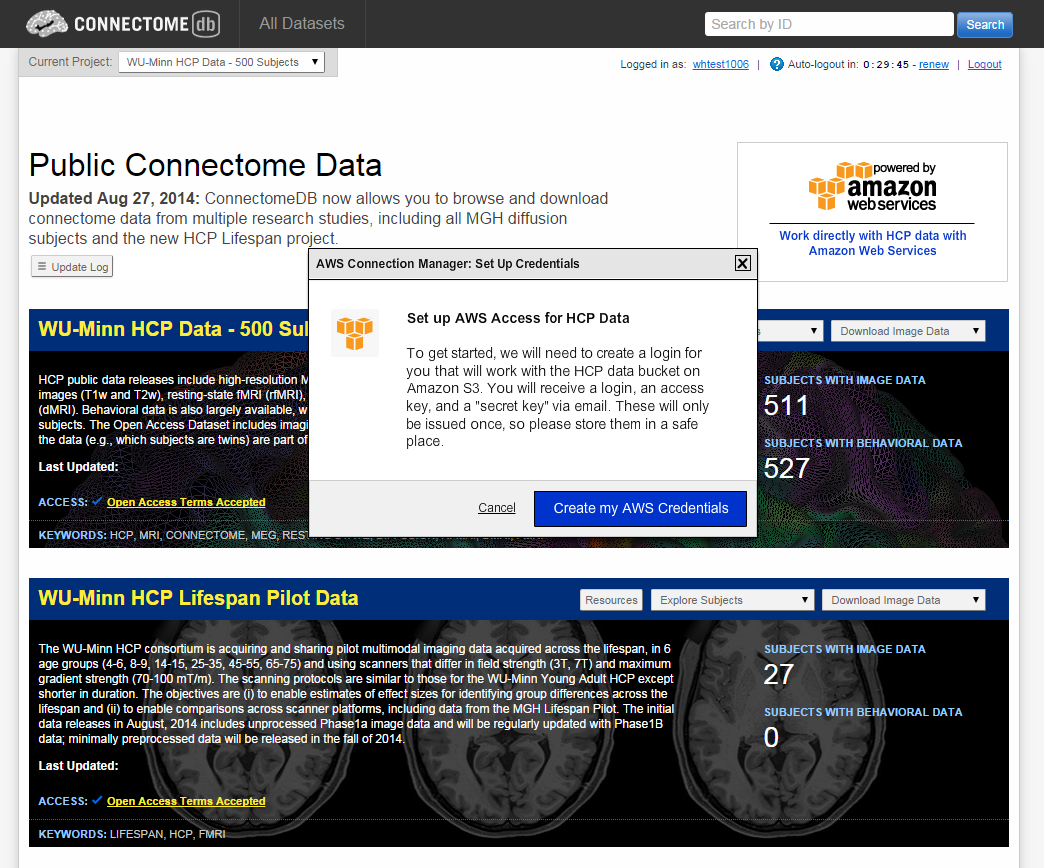 CONNECTOME db
All Datasets
Search by ID
Search
Current Project:
WU-Minn HCP Data - 500 Subjects
Logged in as: whtest1006 | ? Auto-logout in: 0:29:45 - renew | Logout
Public Connectome Data
Updated Aug 27, 2014: ConnectomeDB now allows you to browse and download
connectome data from multiple research studies, including all MGH diffusion
subjects and the new HCP Lifespan project.
Update Log
powered by
amazon
web services
Work directly with HCP data with
Amazon Web Services
AWS Connection Manager: Set Up Credentials
Set up AWS Access for HCP Data
To get started, we will need to create a login for
you that will work with the HCP data bucket on
Amazon S3. You will receive a login, an access
key, and a "secret key" via email. These will only
be issued once, so please store them in a safe
place.
Cancel
Create my AWS Credentials
WU-Minn HCP Data - 500
Download Image Data
HCP public data releases include high-resolution
images (T1w and T2w), resting-state fMRI (rfMRI),
(dMRI). Behavioral data is also largely available,
subjects. The Open Access Dataset includes
the data (e.g., which subjects are twins) are part of
Last Updated:
ACCESS: Open Access Terms Accepted
KEYWORDS: HCP, MRI, CONNECTOME, MEG,
SUBJECTS WITH IMAGE DATA
511
SUBJECTS WITH BEHAVIORAL DATA
527
WU-Minn HCP Lifespan Pilot Data
Resources
Explore Subjects
Download Image Data
The WU-Minn HCP consortium is acquiring and sharing pilot multimodal imaging data acquired across the lifespan, in 6
age groups (4-6, 8-9, 14-15, 25-35, 45-55, 65-75) and using scanners that differ in field strength (3T, 7T) and maximum
gradient strength (70-100 mT/m). The scanning protocols are similar to those for the WU-Minn Young Adult HCP except
shorter in duration. The objectives are (i) to enable estimates of effect sizes for identifying group differences across the
lifespan and (ii) to enable comparisons across scanner platforms, including data from the MGH Lifespan Pilot. The initial
data releases in August, 2014 includes unprocessed Phase1a image data and will be regularly updated with Phase1B
data; minimally preprocessed data will be released in the fall of 2014.
Last Updated:
ACCESS: Open Access Terms Accepted
KEYWORDS: LIFESPAN, HCP, FMRI
SUBJECTS WITH IMAGE DATA
27
SUBJECTS WITH BEHAVIORAL DATA
0